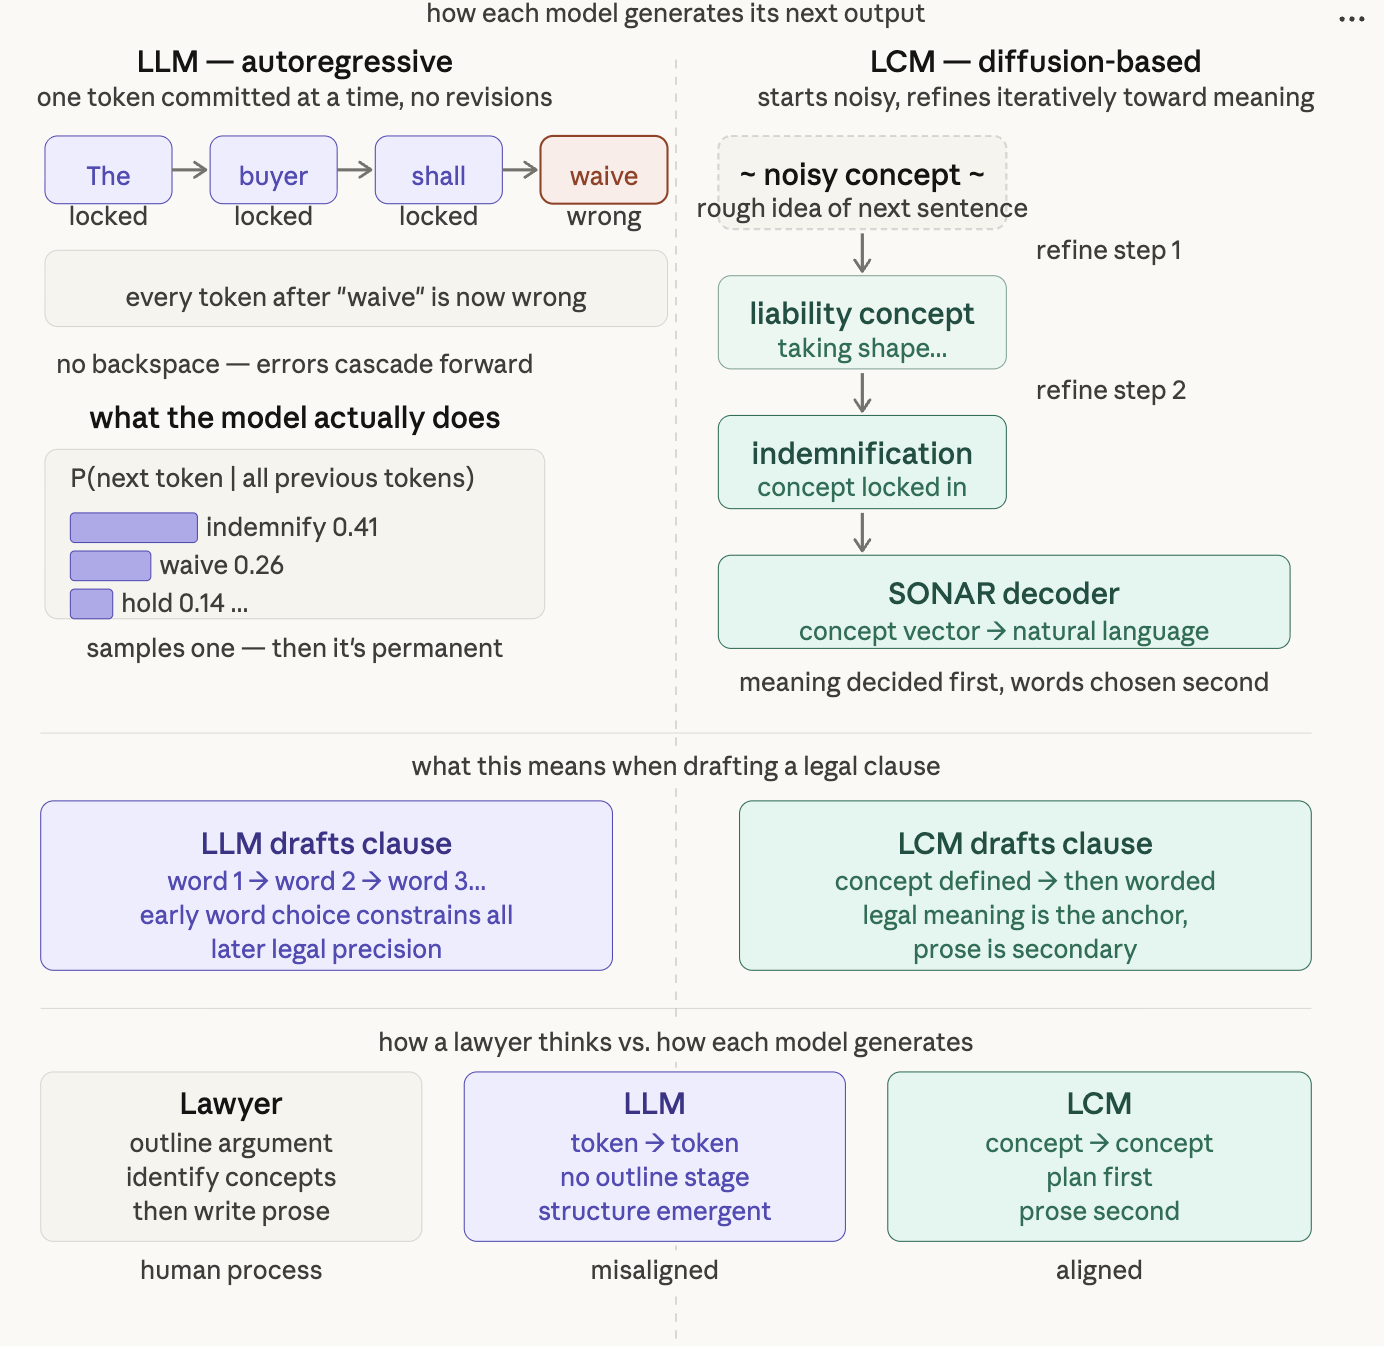 how each model generates its next output
...
LLM — autoregressive
one token committed at a time, no revisions
The
buyer
shall
waive
locked
locked
locked
wrong
every token after "waive" is now wrong
no backspace — errors cascade forward
what the model actually does
P(next token | all previous tokens)
indemnify 0.41
waive 0.26
hold 0.14 ...
samples one — then it's permanent
LCM — diffusion-based
starts noisy, refines iteratively toward meaning
~ noisy concept ~
rough idea of next sentence
refine step 1
liability concept
taking shape...
refine step 2
indemnification
concept locked in
SONAR decoder
concept vector → natural language
meaning decided first, words chosen second
what this means when drafting a legal clause
LLM drafts clause
word 1 → word 2 → word 3...
early word choice constrains all
later legal precision
LCM drafts clause
concept defined → then worded
legal meaning is the anchor,
prose is secondary
how a lawyer thinks vs. how each model generates
Lawyer
outline argument
identify concepts
then write prose
human process
LLM
token → token
no outline stage
structure emergent
misaligned
LCM
concept → concept
plan first
prose second
aligned